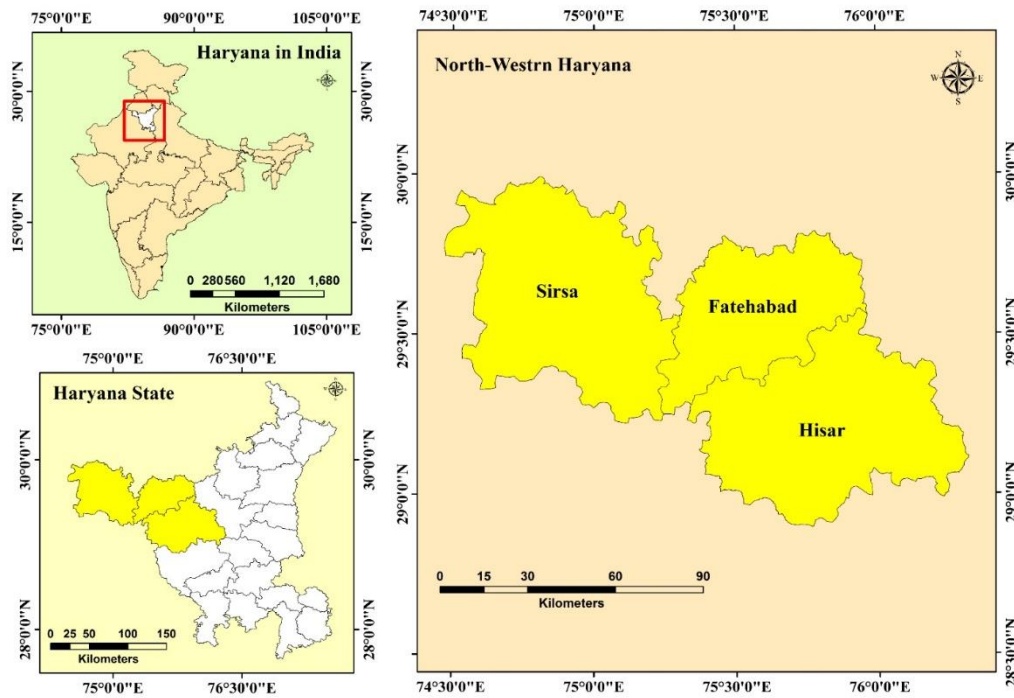 75°0'0"E 90°0'0"E 105°0'0"E
Haryana in India
30°0'0"N
30°0'0"N
15°0'0"N
15°0'0"N
0 280 560 1,120 1,680
Kilometers
75°0'0"E 90°0'0"E 105°0'0"E
75°0'0"E 76°30'0"E
Haryana State
30°0'0"N
30°0'0"N
28°0'0"N
28°0'0"N
0 25 50 100 150
Kilometers
75°0'0"E 76°30'0"E
74°30'0"E 75°0'0"E 75°30'0"E 76°0'0"E
North-Westrn Haryana
N
W E
S
30°0'0"N
30°0'0"N
Sirsa
Fatehabad
29°30'0"N
29°30'0"N
Hisar
29°0'0"N
29°0'0"N
0 15 30 60 90
Kilometers
28°30'0"N
28°30'0"N
74°30'0"E 75°0'0"E 75°30'0"E 76°0'0"E